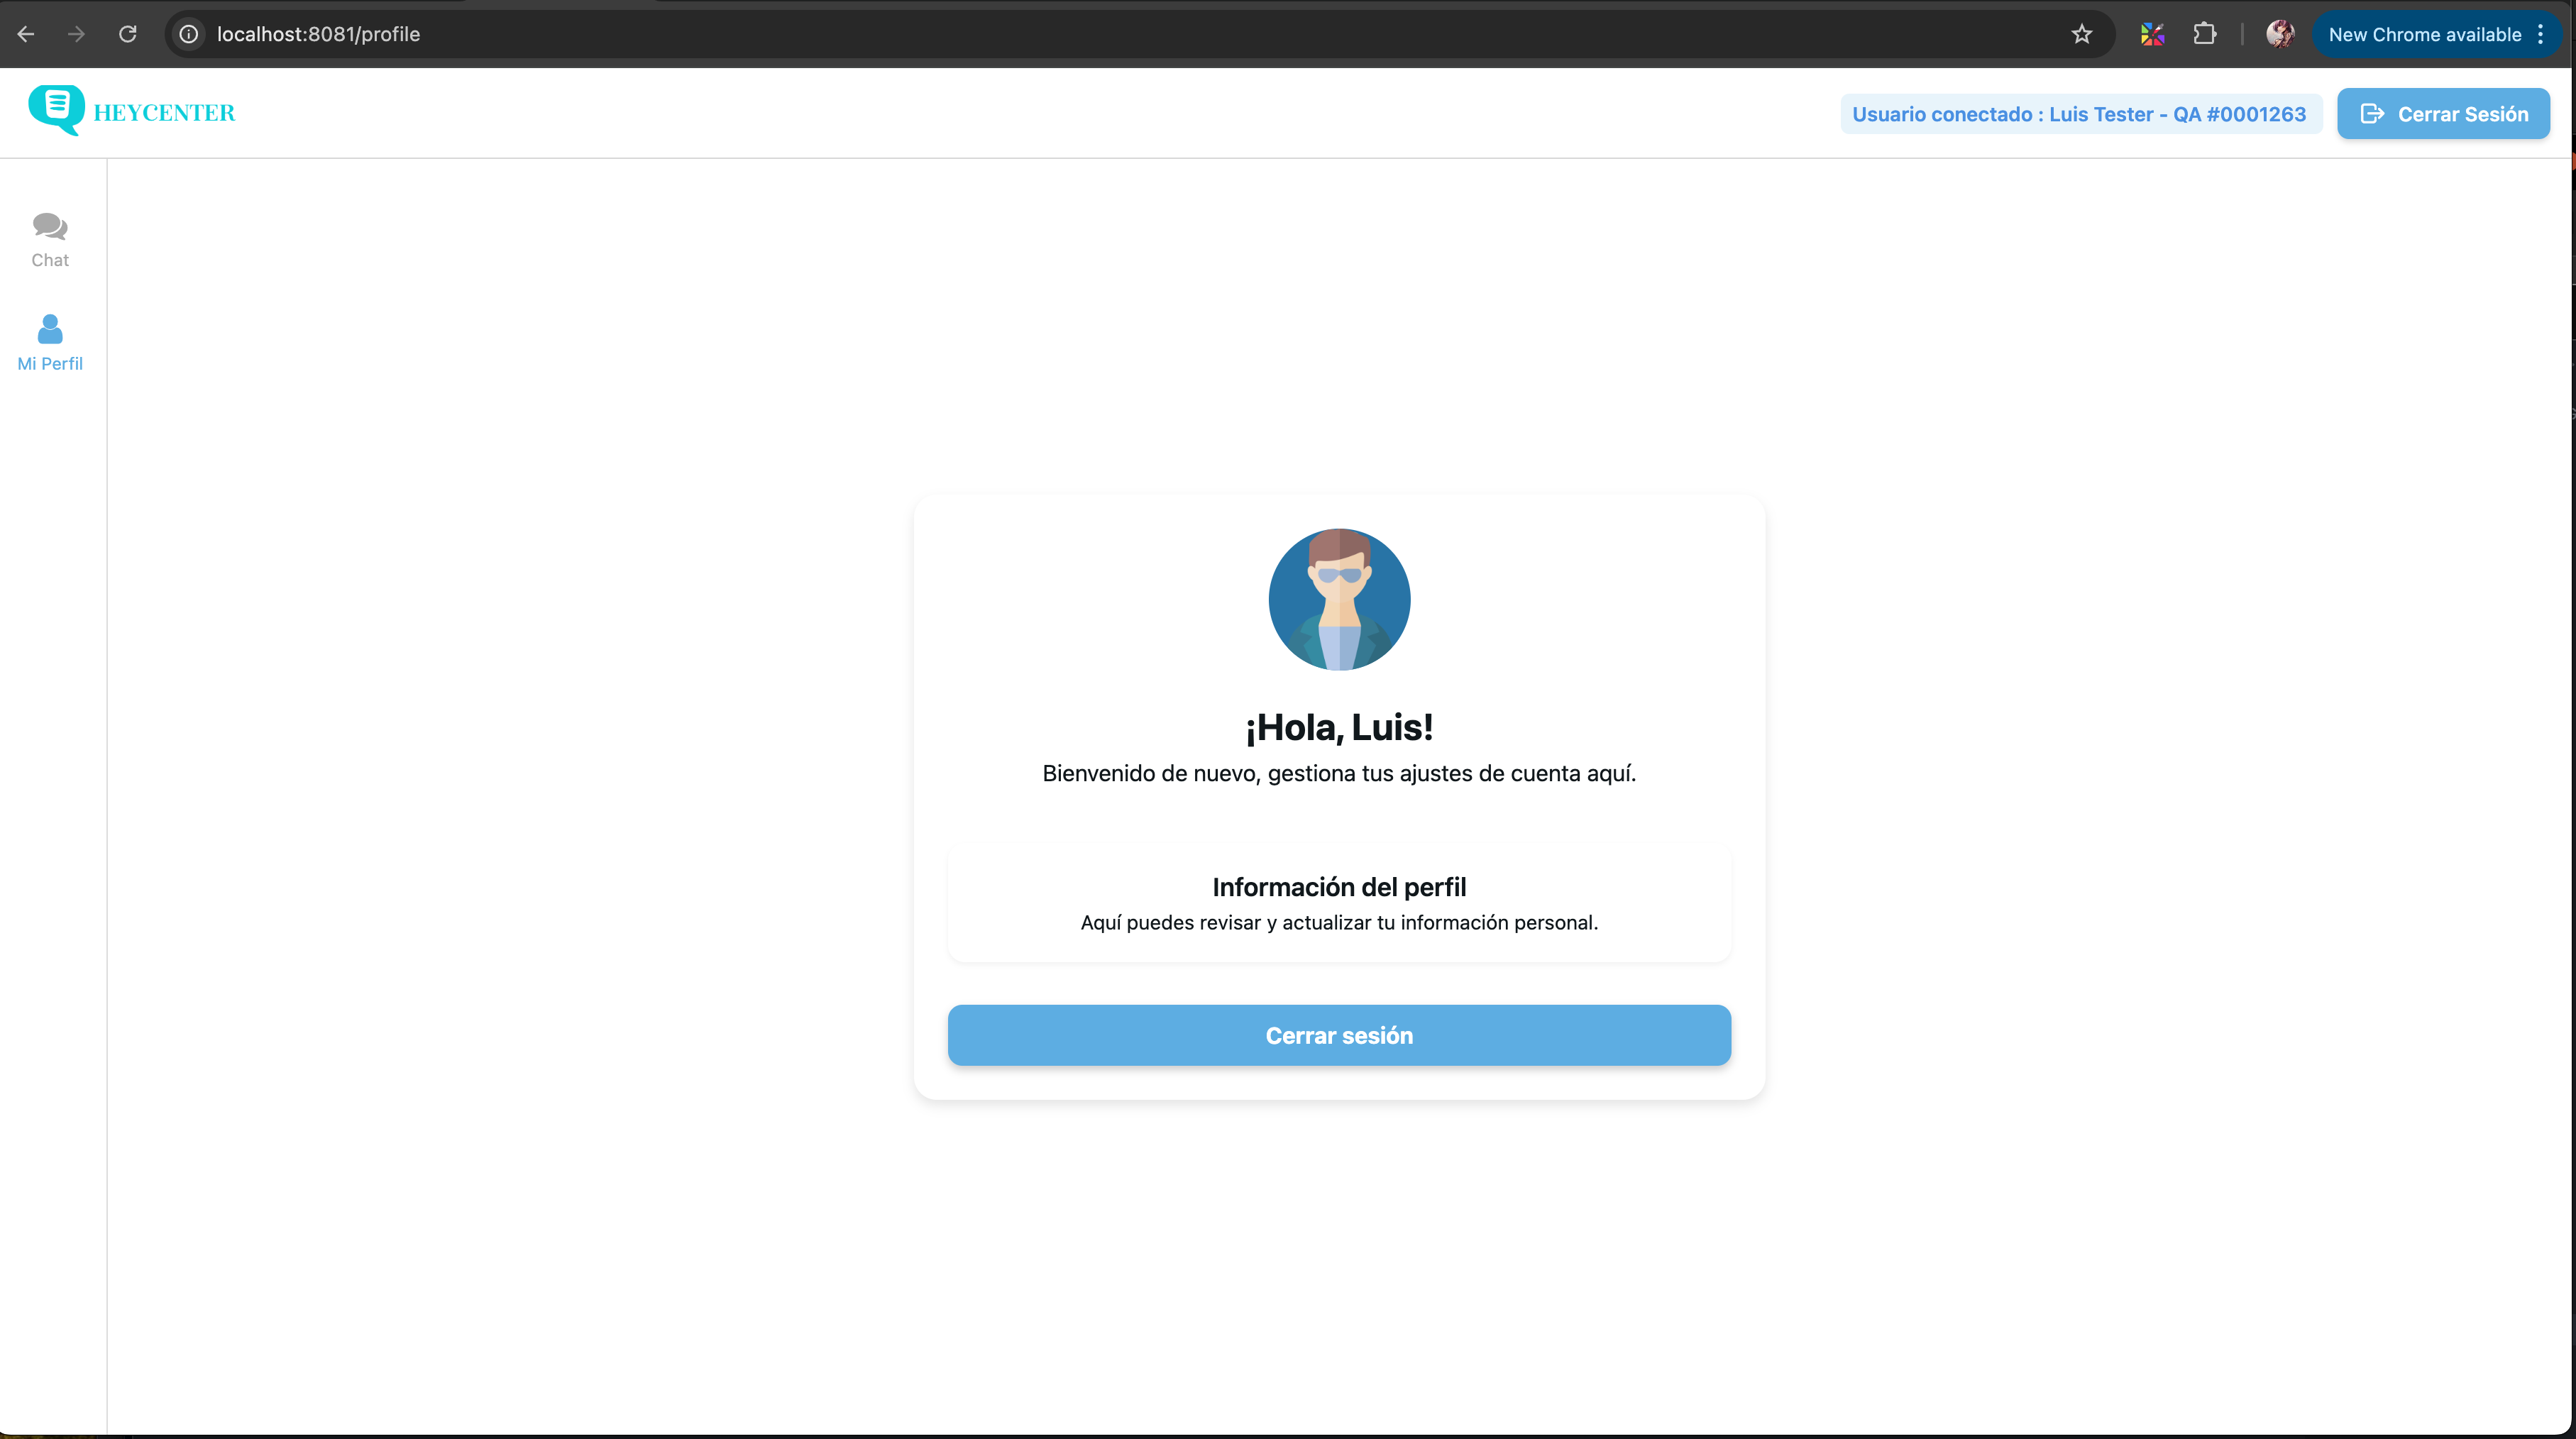 localhost:8081/profile
New Chrome available
HEYCENTER
Usuario conectado : Luis Tester - QA #0001263
Cerrar Sesión
Chat
Mi Perfil
¡Hola, Luis!
Bienvenido de nuevo, gestiona tus ajustes de cuenta aquí.
Información del perfil
Aquí puedes revisar y actualizar tu información personal.
Cerrar sesión